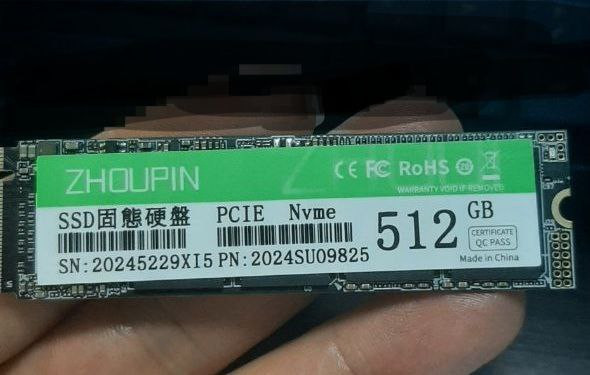 ZHOUPIN
CE FC RoHS
WARRANTY VOID IF REMOVED
SSD固態硬盤 PCIE Nvme
512 GB
CERTIFICATE
QC PASS
SN:20245229XI5 PN:2024SU09825
Made in China